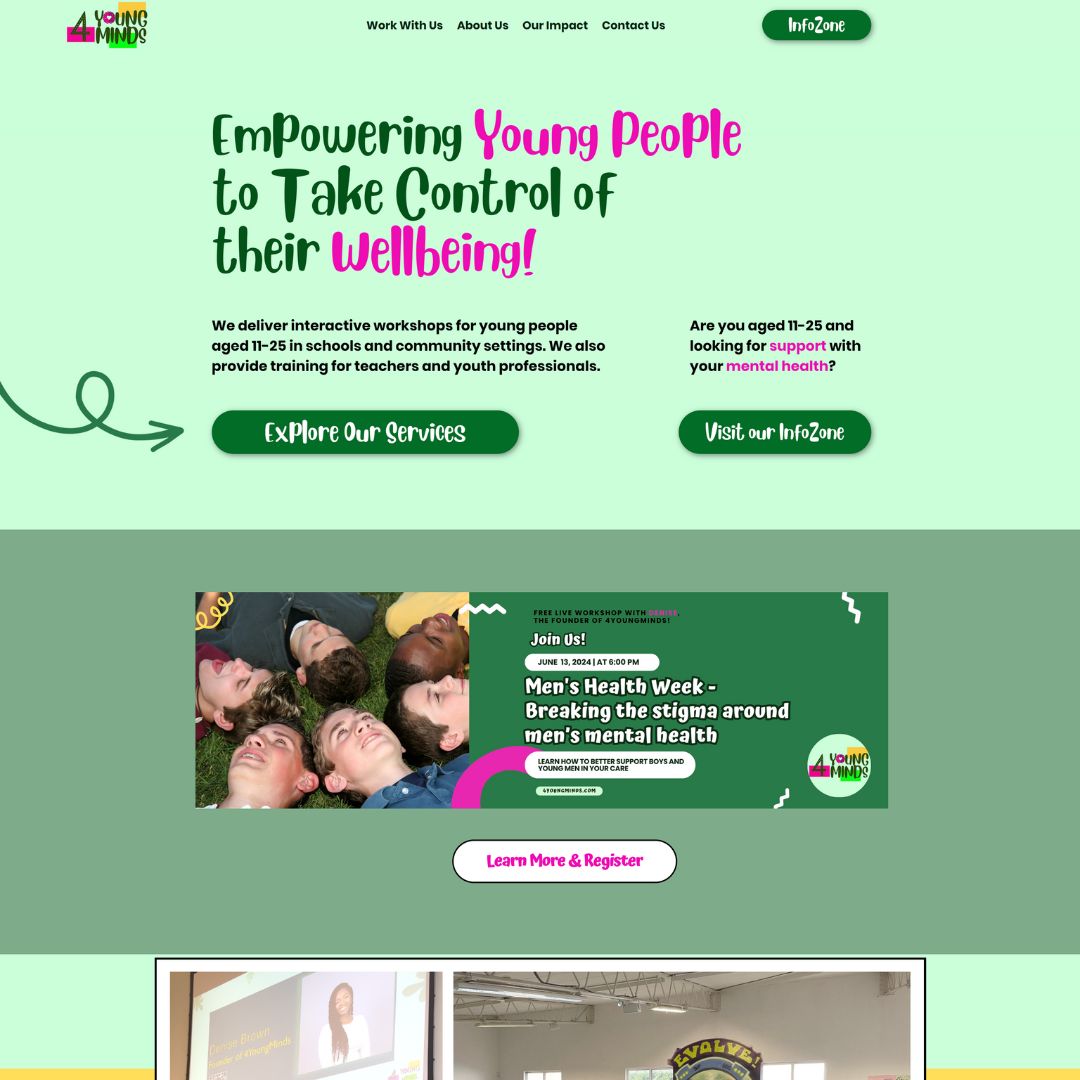 4 YOUNG
MINDS
Work With Us About Us Our Impact Contact Us
InfoZone
Empowering Young People
to Take Control of
their Wellbeing!
We deliver interactive workshops for young people
aged 11-25 in schools and community settings. We also
provide training for teachers and youth professionals.
Are you aged 11-25 and
looking for support with
your mental health?
Explore Our Services
Visit our InfoZone
FREE LIVE WORKSHOP WITH DENISE,
THE FOUNDER OF 4YOUNGMINDS!
Join Us!
JUNE 13, 2024 | AT 6:00 PM
Men's Health Week -
Breaking the stigma around
men's mental health
LEARN HOW TO BETTER SUPPORT BOYS AND
YOUNG MEN IN YOUR CARE
4YOUNGMINDS.COM
4 YOUNG
MINDS
Learn More & Register
Denise Brown
Founder of 4YoungMinds
EVOLVE!